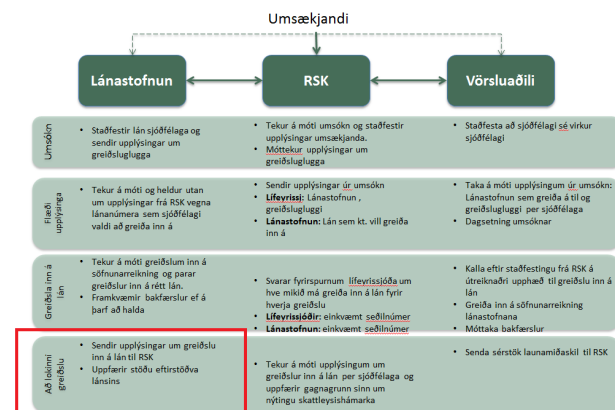 Umsækjandi
Lánastofnun
RSK
Vörsluaðili
Umsókn
• Staðfestir lán sjóðfélaga og
sendir upplýsingar um
greiðsluglugga
• Tekur á móti umsókn og staðfestir
upplýsingar umsækjanda.
• Móttekur upplýsingar um
greiðsluglugga
• Staðfesta að sjóðfélagi sé virkur
sjóðfélagi
Flæði
upplýsinga
• Tekur á móti og heldur utan
um upplýsingar frá RSK vegna
lánanúmera sem sjóðfélagi
valdi að greiða inn á
• Sendir upplýsingar úr umsókn
• Lífeyrissj: Lánastofnun ,
greiðslugluggi
• Lánastofnun: Lán sem kt. vill greiða
inn á
• Taka á móti upplýsingum úr umsókn:
Lánastofnun sem greiða á til og
greiðslugluggi per sjóðfélaga
• Dagsetning umsóknar
Greiðsla inn á
lán
• Tekur á móti greiðslum inn á
söfnunarreikning og parar
greiðslur inn á rétt lán.
• Framkvæmir bakfærslur ef á
þarf að halda
• Svarar fyrirspurnum lífeyrissjóða um
hve mikið má greiða inn á lán fyrir
hverja greiðslu
• Lífeyrissjóðir: einkvæmt seðilnúmer
• Lánastofnun: einkvæmt seðilnúmer
• Kalla eftir staðfestingu frá RSK á
útreiknaðri upphæð til greiðslu inn á
lán
• Greiða inn á söfnunarreikning
lánastofnana
• Móttaka bakfærslur
Að lokinni
greiðslu
• Sendir upplýsingar um greiðslu
inn á lán til RSK
• Uppfærir stöðu eftirstöðva
lánsins
• Tekur á móti upplýsingum um
greiðslur inn á lán per sjóðfélaga og
uppfærir gagnagrunn sinn um
nýtingu skattleysishámarka
• Senda sérstök launamiðaskil til RSK